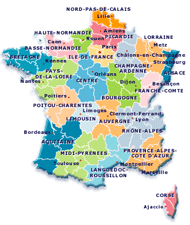 NORD-PAS-DE-CALAIS
Lille
HAUTE-NORMANDIE
Amiens
PICARDIE
Caen
Rouen
LORRAINE
BASSE-NORMANDIE
Paris
Metz
ILE-DE-FRANCE
Châlons-en-Champagne
Strasbourg
BRETAGNE
Rennes
CHAMPAGNE-
ARDENNE
ALSACE
PAYS-
DE-LA-LOIRE
Orléans
CENTRE
Dijon
Besançon
Nantes
FRANCHE-COMTE
BOURGOGNE
Poitiers
POITOU-CHARENTES
Limoges
Clermont-Ferrand
LIMOUSIN
Lyon
AUVERGNE
RHÔNE-ALPES
Bordeaux
AQUITAINE
PROVENCE-ALPES-
CÔTE D'AZUR
MIDI-PYRENEES
Toulouse
Montpellier
LANGUEDOC-
ROUSSILLON
Marseille
CORSE
Ajaccio